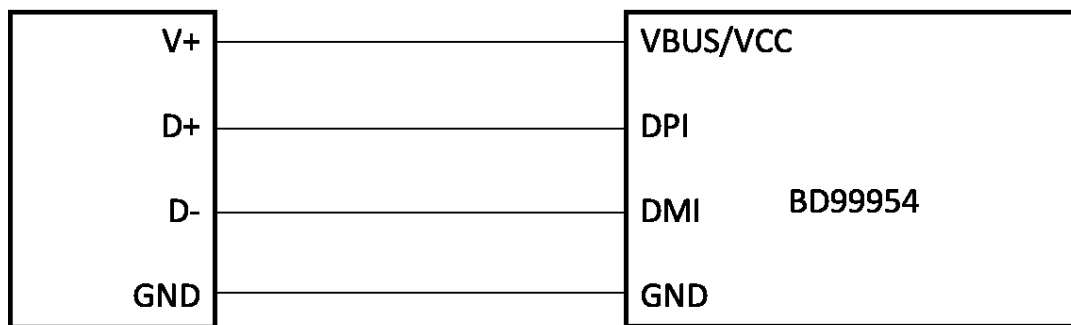 V+ VBUS/VCC
D+ DPI
D- DMI BD99954
GND GND